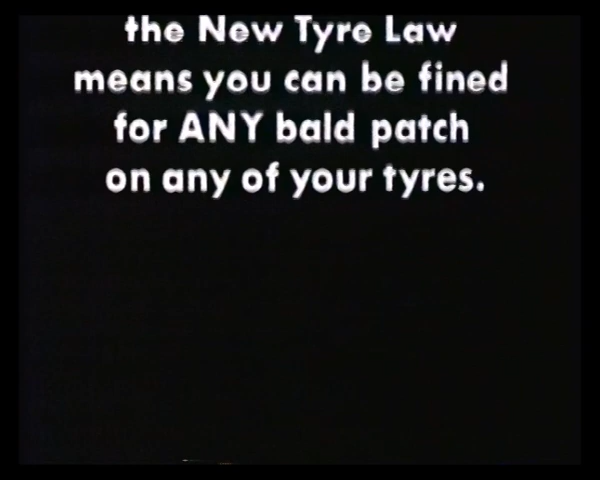 the New Tyre Law
means you can be fined
for ANY bald patch
on any of your tyres.